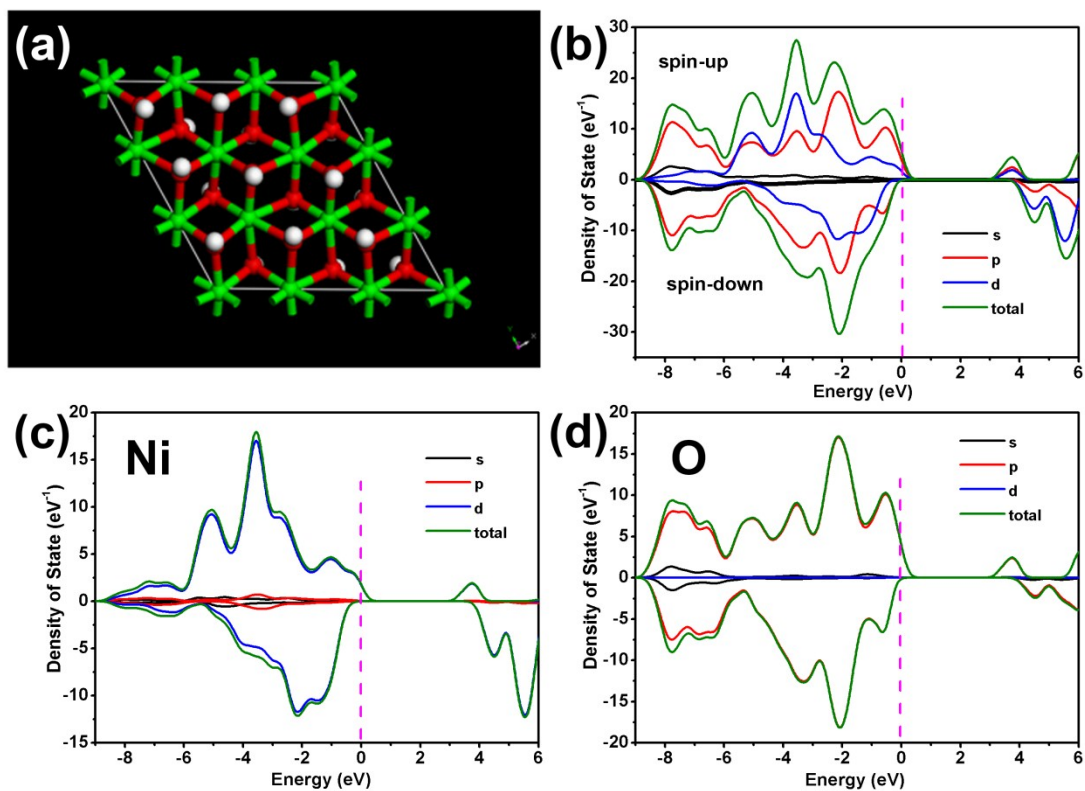 (a)
(b)
30
20
10
0
-10
-20
-30
Density of State (eV⁻¹)
spin-up
spin-down
s
p
d
total
-8 -6 -4 -2 0 2 4 6
Energy (eV)
(c)
Ni
20
15
10
5
0
-5
-10
-15
Density of State (eV⁻¹)
s
p
d
total
-8 -6 -4 -2 0 2 4 6
Energy (eV)
(d)
O
20
15
10
5
0
-5
-10
-15
-20
Density of State (eV⁻¹)
s
p
d
total
-8 -6 -4 -2 0 2 4 6
Energy (eV)